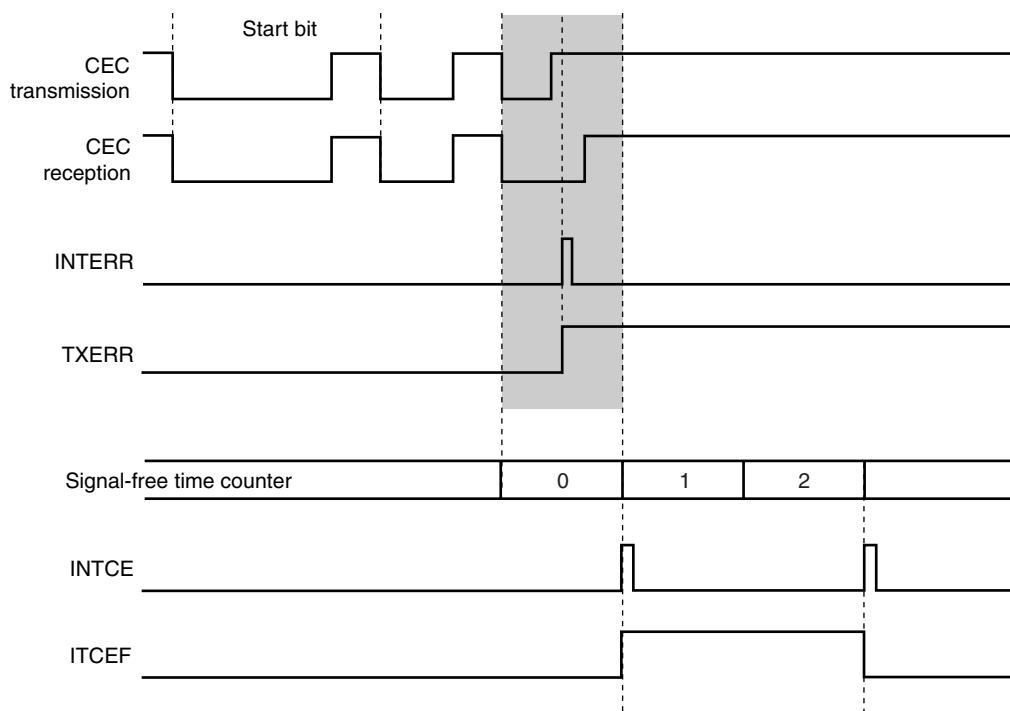 Start bit
CEC
transmission
CEC
reception
INTERR
TXERR
Signal-free time counter 0 1 2
INTCE
ITCEF